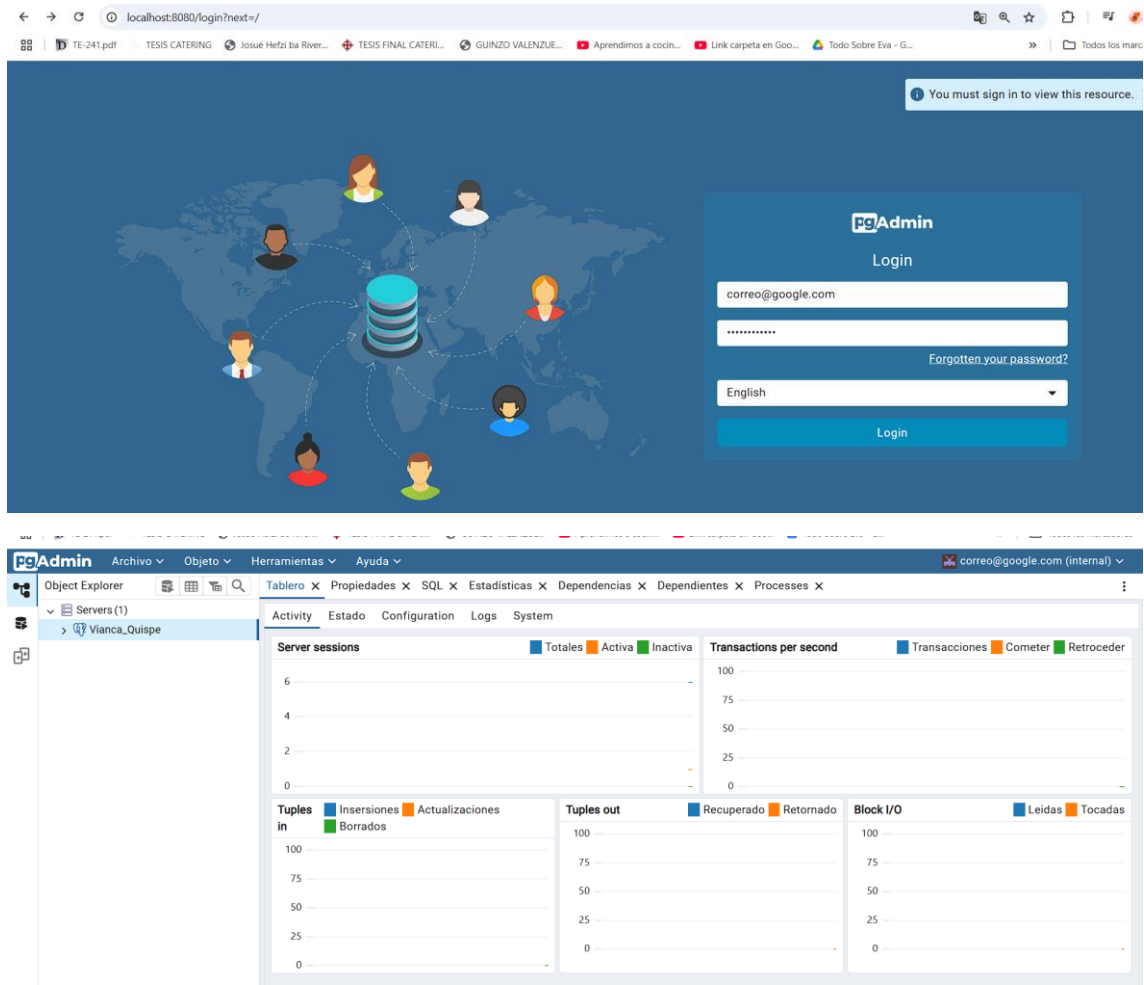 localhost:8080/login?next=/
TE-241.pdf TESIS CATERING Josué Hefzi ba River... TESIS FINAL CATERI... GUINZO VALENZUE... Aprendimos a cocin... Link carpeta en Goo... Todo Sobre Eva - G... » Todos los marc
You must sign in to view this resource.
pgAdmin
Login
correo@google.com
••••••••••••
Forgotten your password?
English
Login
pgAdmin Archivo Objeto Herramientas Ayuda correo@google.com (internal)
Object Explorer Tablero Propiedades SQL Estadísticas Dependencias Dependientes Processes
Servers (1)
Vianca_Quispe
Activity Estado Configuration Logs System
Server sessions Totales Activa Inactiva
6
4
2
0
Transactions per second Transacciones Cometer Retroceder
100
75
50
25
0
Tuples in Inserciones Actualizaciones
Borrados
100
75
50
25
0
Tuples out Recuperado Retornado
100
75
50
25
0
Block I/O Leidas Tocadas
100
75
50
25
0